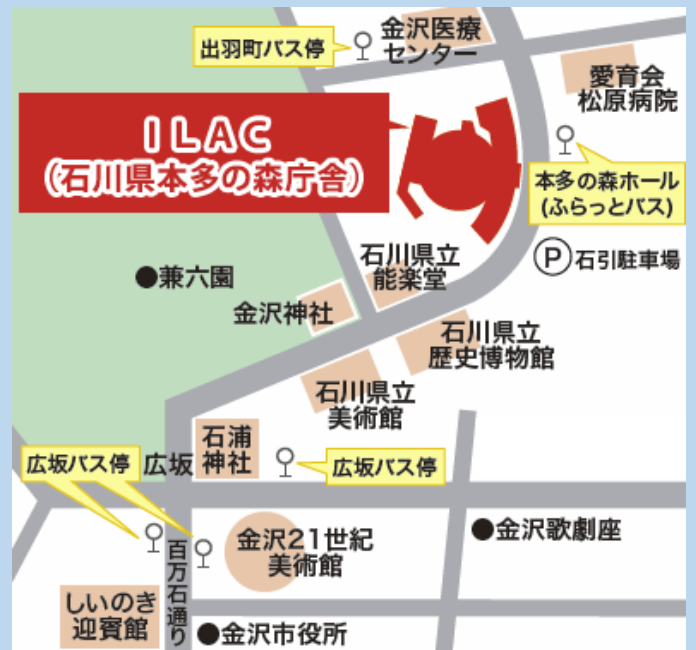 出羽町バス停
金沢医療
センター
愛育会
松原病院
ILAC
(石川県本多の森庁舎)
本多の森ホール
(ふらっとバス)
P 石引駐車場
●兼六園
石川県立
能楽堂
金沢神社
石川県立
歴史博物館
石川県立
美術館
広坂バス停
広坂
石浦
神社
広坂バス停
●金沢歌劇座
金沢21世紀
美術館
百万石通り
しいのき
迎賓館
●金沢市役所